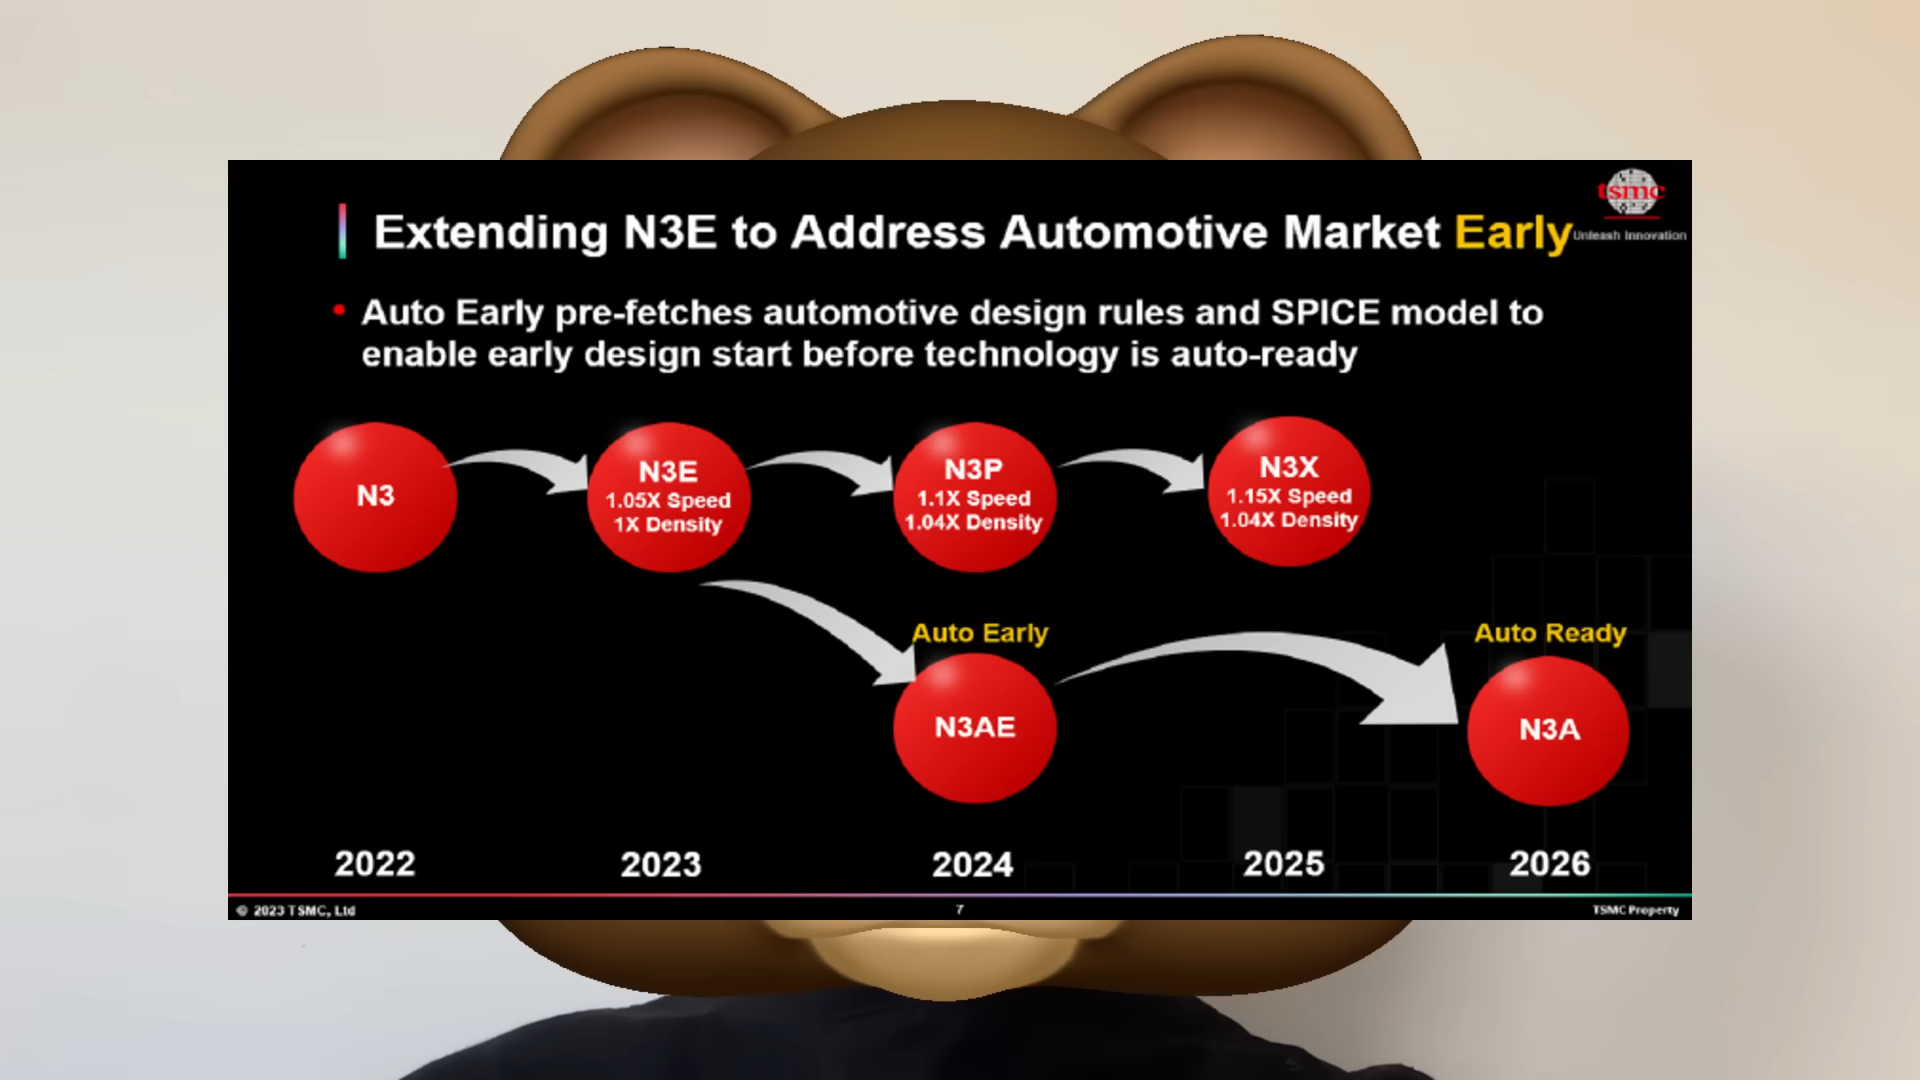 tsmc
Extending N3E to Address Automotive Market Early
Unleash Innovation
• Auto Early pre-fetches automotive design rules and SPICE model to
enable early design start before technology is auto-ready
N3
N3E
1.05X Speed
1X Density
N3P
1.1X Speed
1.04X Density
N3X
1.15X Speed
1.04X Density
Auto Early
N3AE
Auto Ready
N3A
2022 2023 2024 2025 2026
© 2023 TSMC, Ltd 7 TSMC Property